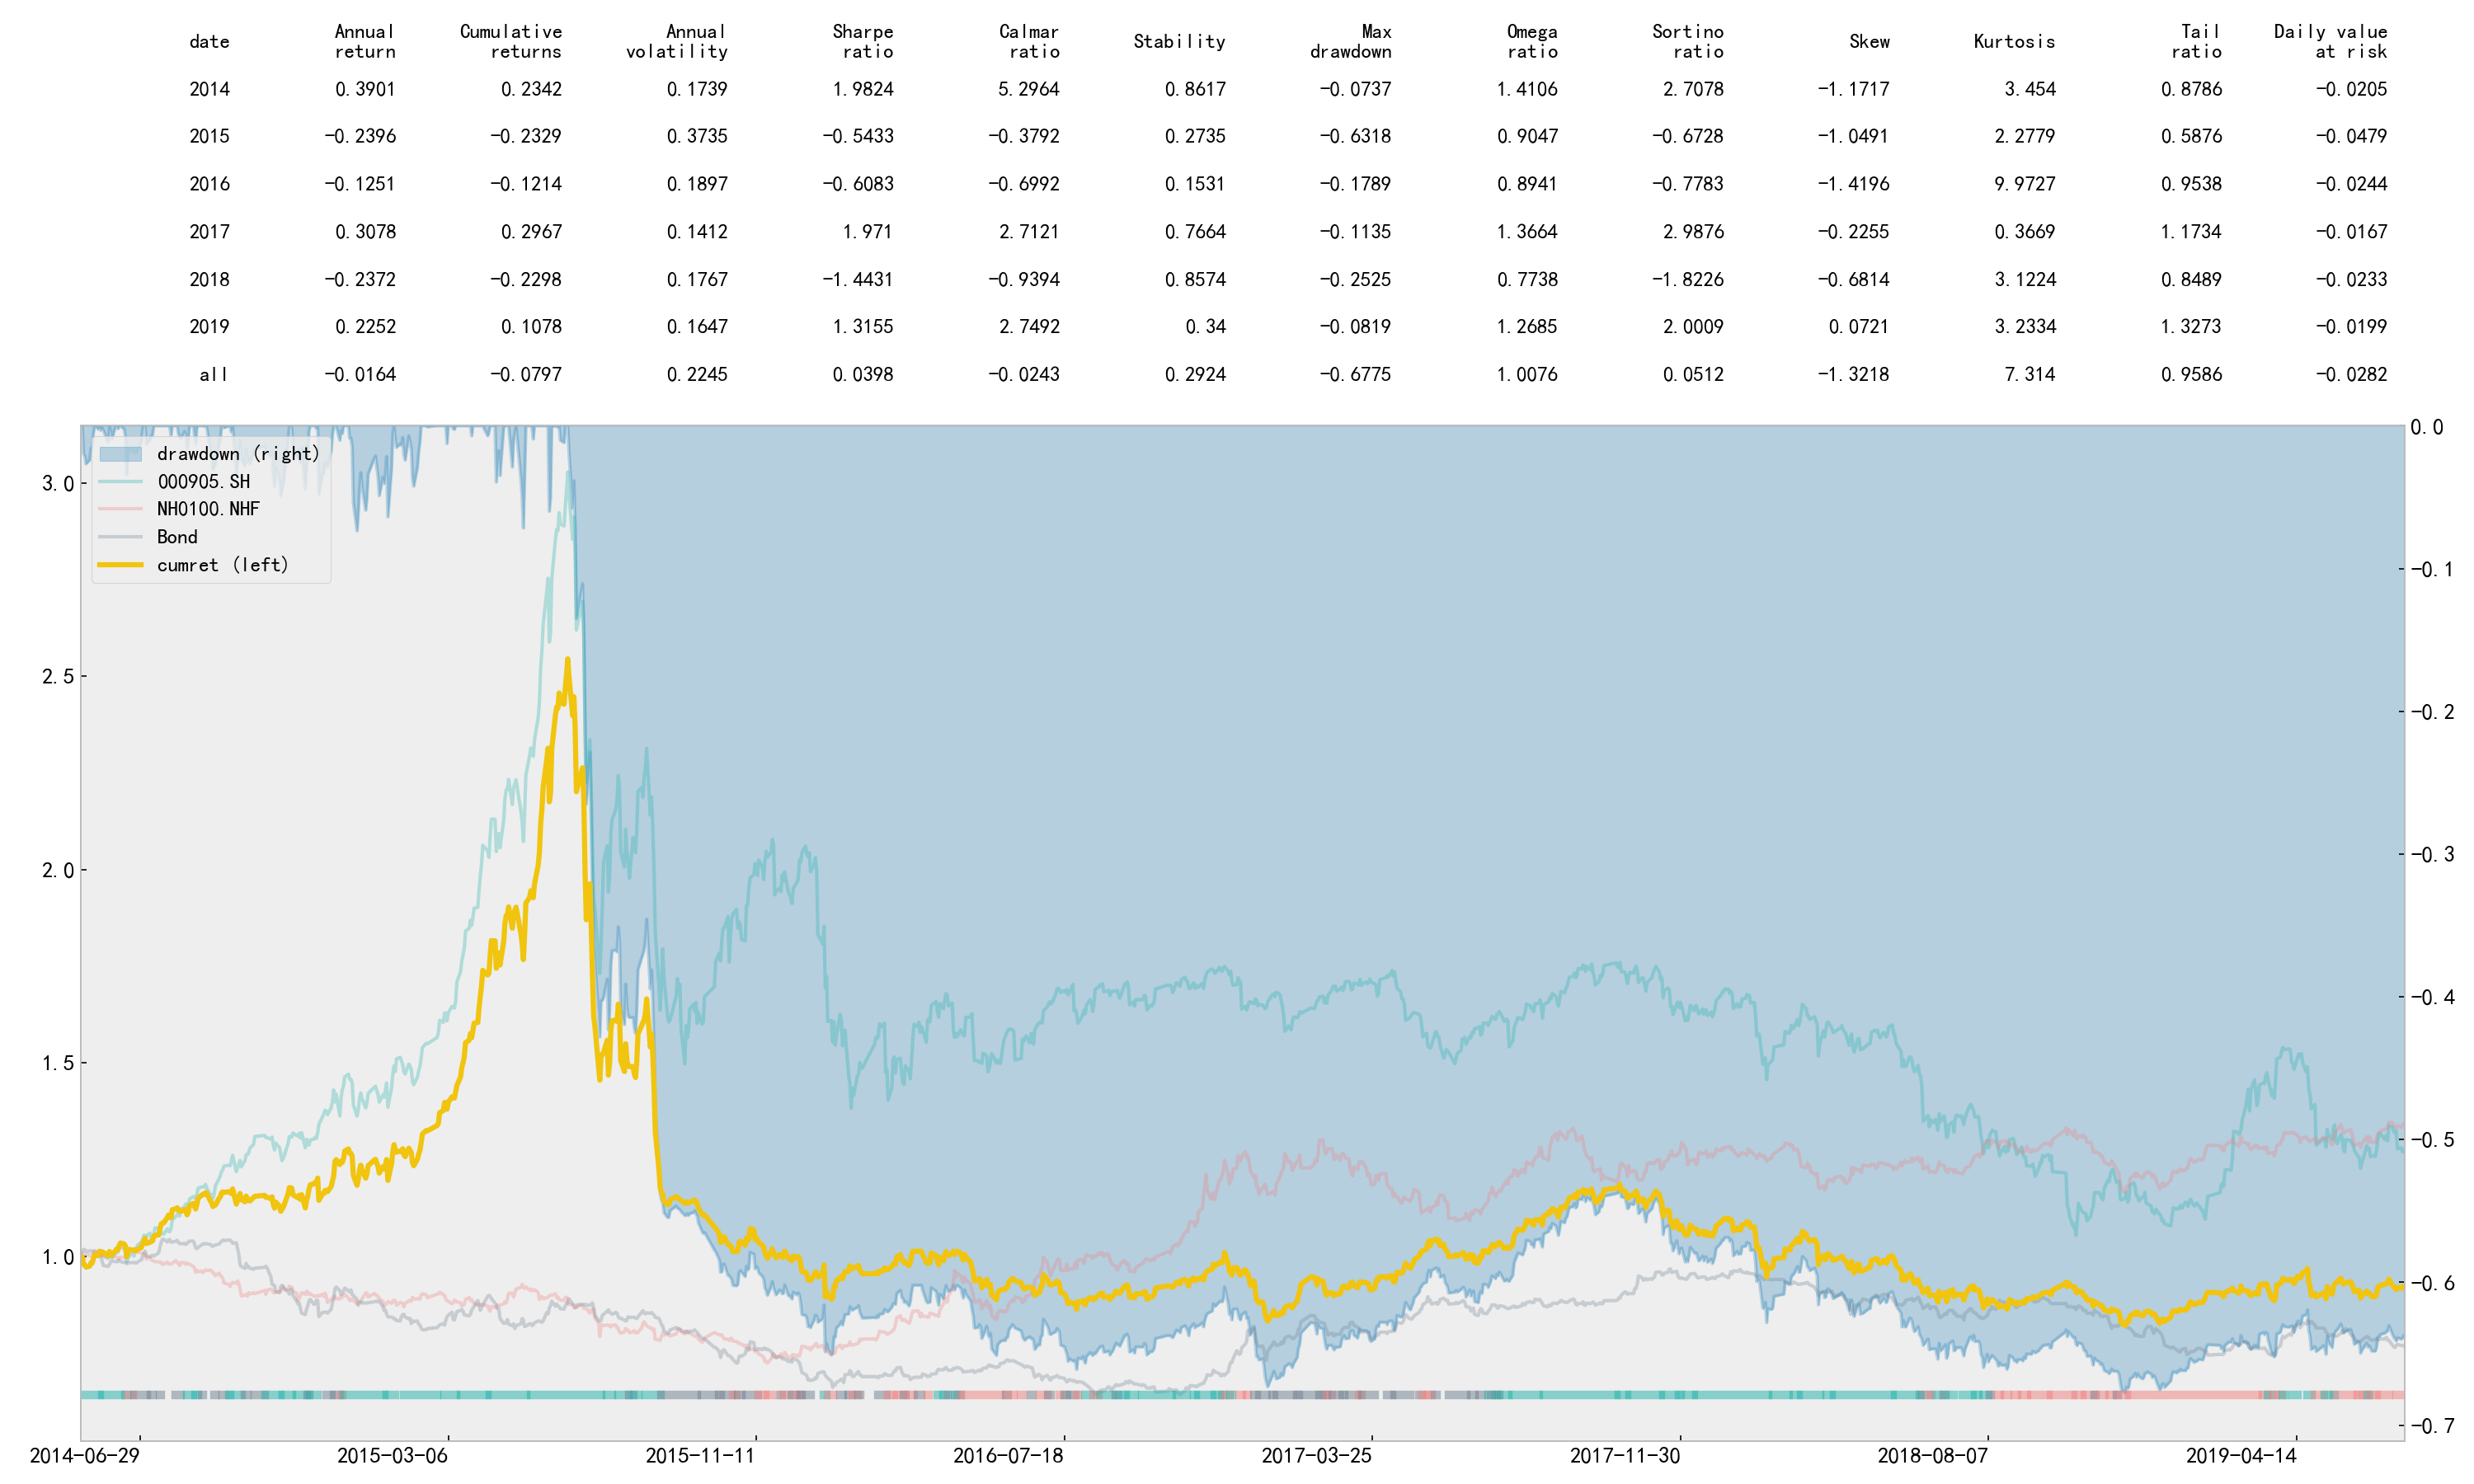 date Annual return Cumulative returns Annual volatility Sharpe ratio Calmar ratio Stability Max drawdown Omega ratio Sortino ratio Skew Kurtosis Tail ratio Daily value at risk
2014 0.3901 0.2342 0.1739 1.9824 5.2964 0.8617 -0.0737 1.4106 2.7078 -1.1717 3.454 0.8786 -0.0205
2015 -0.2396 -0.2329 0.3735 -0.5433 -0.3792 0.2735 -0.6318 0.9047 -0.6728 -1.0491 2.2779 0.5876 -0.0479
2016 -0.1251 -0.1214 0.1897 -0.6083 -0.6992 0.1531 -0.1789 0.8941 -0.7783 -1.4196 9.9727 0.9538 -0.0244
2017 0.3078 0.2967 0.1412 1.971 2.7121 0.7664 -0.1135 1.3664 2.9876 -0.2255 0.3669 1.1734 -0.0167
2018 -0.2372 -0.2298 0.1767 -1.4431 -0.9394 0.8574 -0.2525 0.7738 -1.8226 -0.6814 3.1224 0.8489 -0.0233
2019 0.2252 0.1078 0.1647 1.3155 2.7492 0.34 -0.0819 1.2685 2.0009 0.0721 3.2334 1.3273 -0.0199
all -0.0164 -0.0797 0.2245 0.0398 -0.0243 0.2924 -0.6775 1.0076 0.0512 -1.3218 7.314 0.9586 -0.0282
drawdown (right)
000905.SH
NH0100.NHF
Bond
cumret (left)
3.0
2.5
2.0
1.5
1.0
0.0
-0.1
-0.2
-0.3
-0.4
-0.5
-0.6
-0.7
2014-06-29 2015-03-06 2015-11-11 2016-07-18 2017-03-25 2017-11-30 2018-08-07 2019-04-14